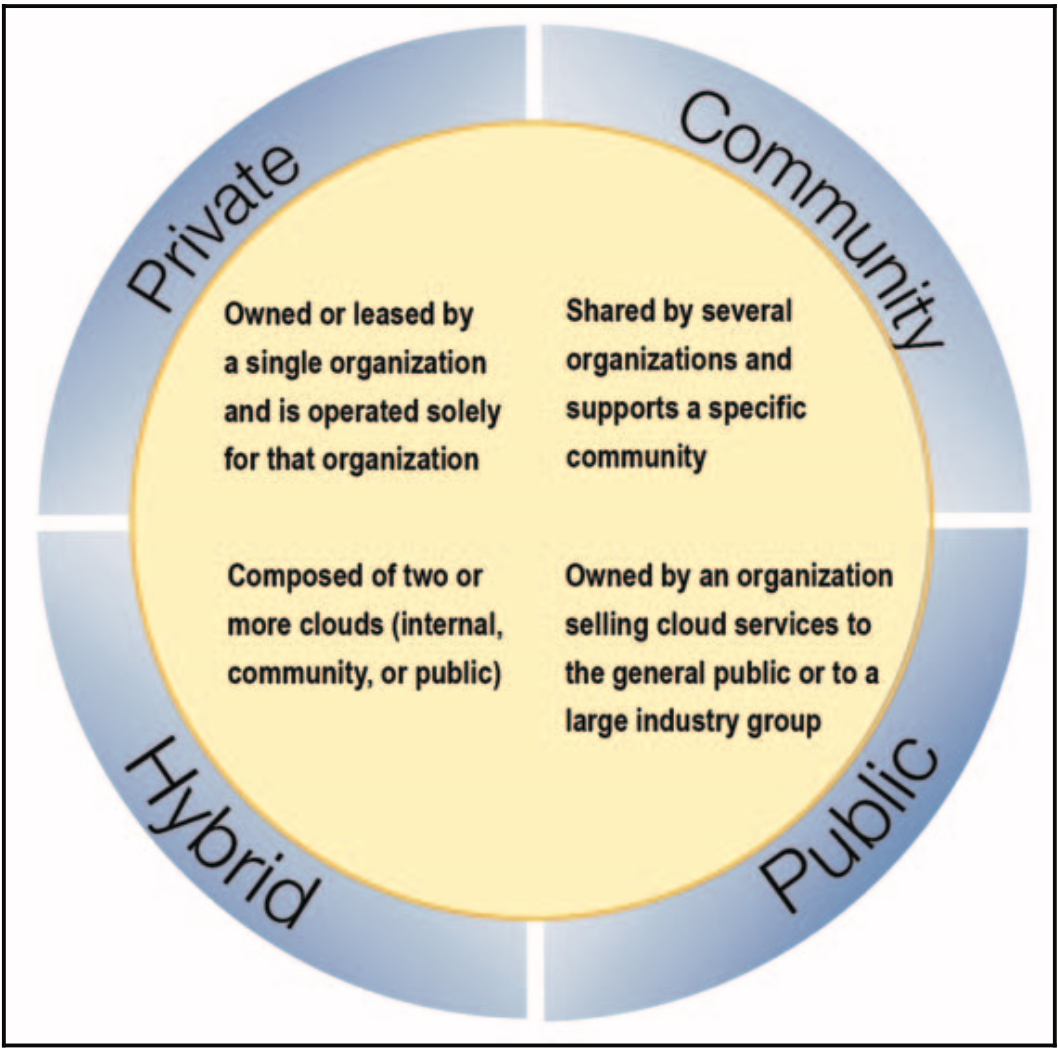 Private
Community
Owned or leased by
a single organization
and is operated solely
for that organization
Shared by several
organizations and
supports a specific
community
Composed of two or
more clouds (internal,
community, or public)
Owned by an organization
selling cloud services to
the general public or to a
large industry group
Hybrid
Public